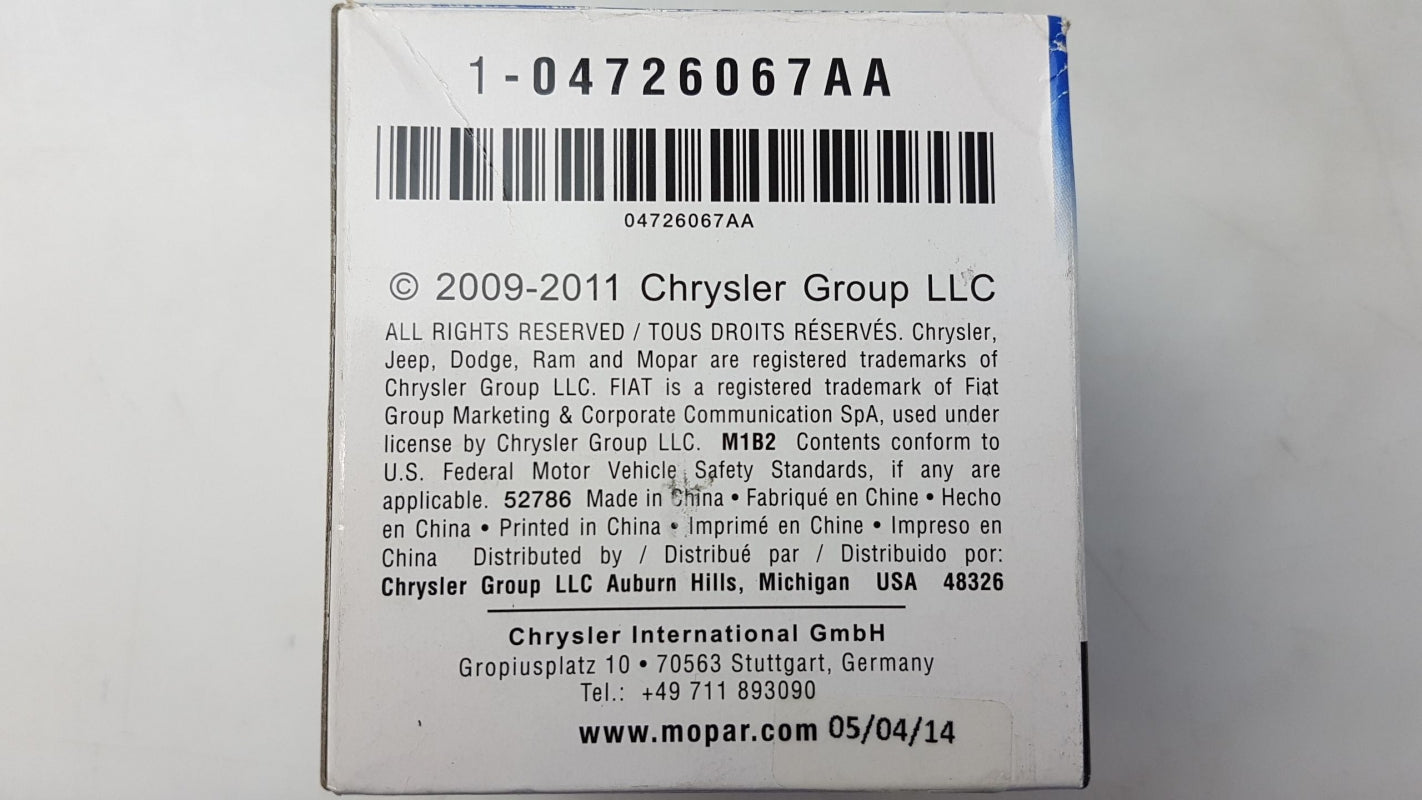 1-04726067AA
04726067AA
© 2009-2011 Chrysler Group LLC
ALL RIGHTS RESERVED / TOUS DROITS RÉSERVÉS. Chrysler,
Jeep, Dodge, Ram and Mopar are registered trademarks of
Chrysler Group LLC. FIAT is a registered trademark of Fiat
Group Marketing & Corporate Communication SpA, used under
license by Chrysler Group LLC. M1B2 Contents conform to
U.S. Federal Motor Vehicle Safety Standards, if any are
applicable. 52786 Made in China • Fabriqué en Chine • Hecho
en China • Printed in China • Imprimé en Chine • Impreso en
China Distributed by / Distribué par / Distribuido por:
Chrysler Group LLC Auburn Hills, Michigan USA 48326
Chrysler International GmbH
Gropiusplatz 10 • 70563 Stuttgart, Germany
Tel.: +49 711 893090
www.mopar.com 05/04/14